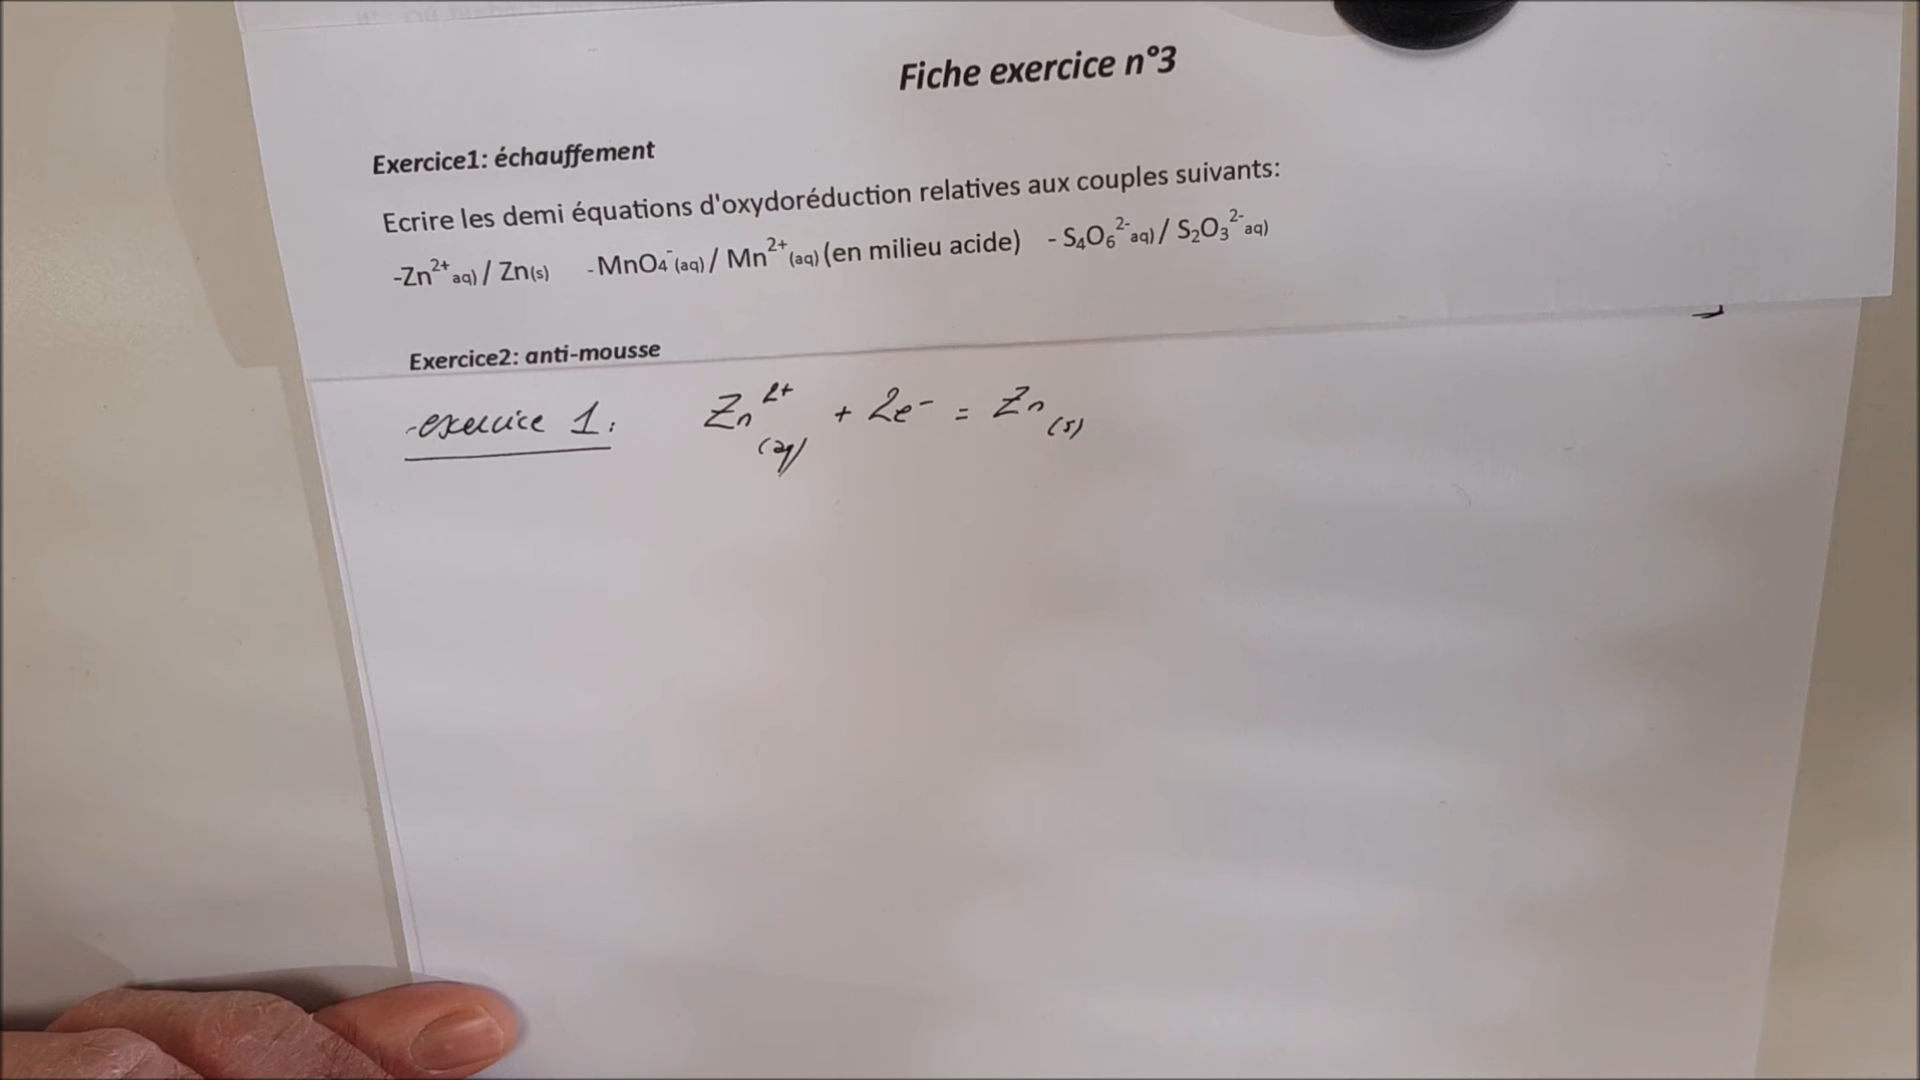 Fiche exercice n°3
Exercice1: échauffement
Ecrire les demi équations d'oxydoréduction relatives aux couples suivants:
-Zn²⁺aq) / Zn(s) - MnO₄⁻(aq) / Mn²⁺(aq) (en milieu acide) - S₄O₆²⁻aq) / S₂O₃²⁻aq)
Exercice2: anti-mousse
-exercice 1: Zn²⁺(aq) + 2e⁻ = Zn(s)